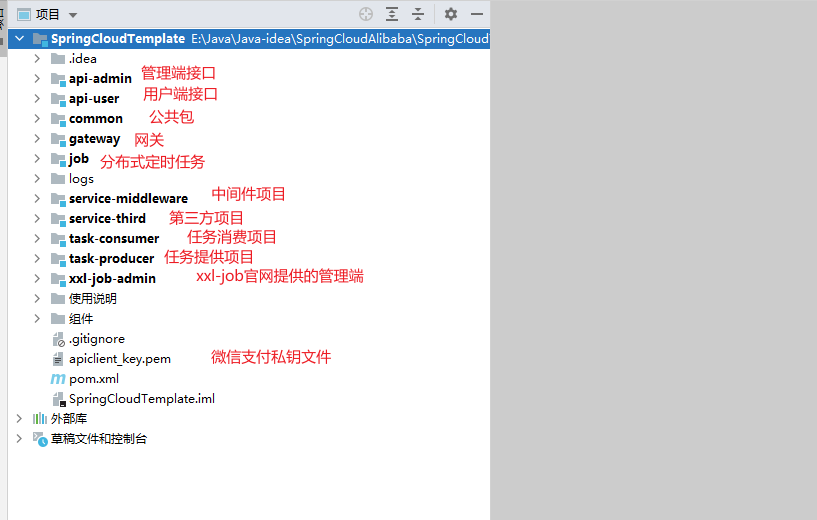 项目
SpringCloudTemplate E:\Java\Java-idea\SpringCloudAlibaba\SpringCloud
.idea
api-admin 管理端接口
api-user 用户端接口
common 公共包
gateway 网关
job 分布式定时任务
logs
service-middleware 中间件项目
service-third 第三方项目
task-consumer 任务消费项目
task-producer 任务提供项目
xxl-job-admin xxl-job官网提供的管理端
使用说明
组件
.gitignore
apiclient_key.pem 微信支付私钥文件
pom.xml
SpringCloudTemplate.iml
外部库
草稿文件和控制台